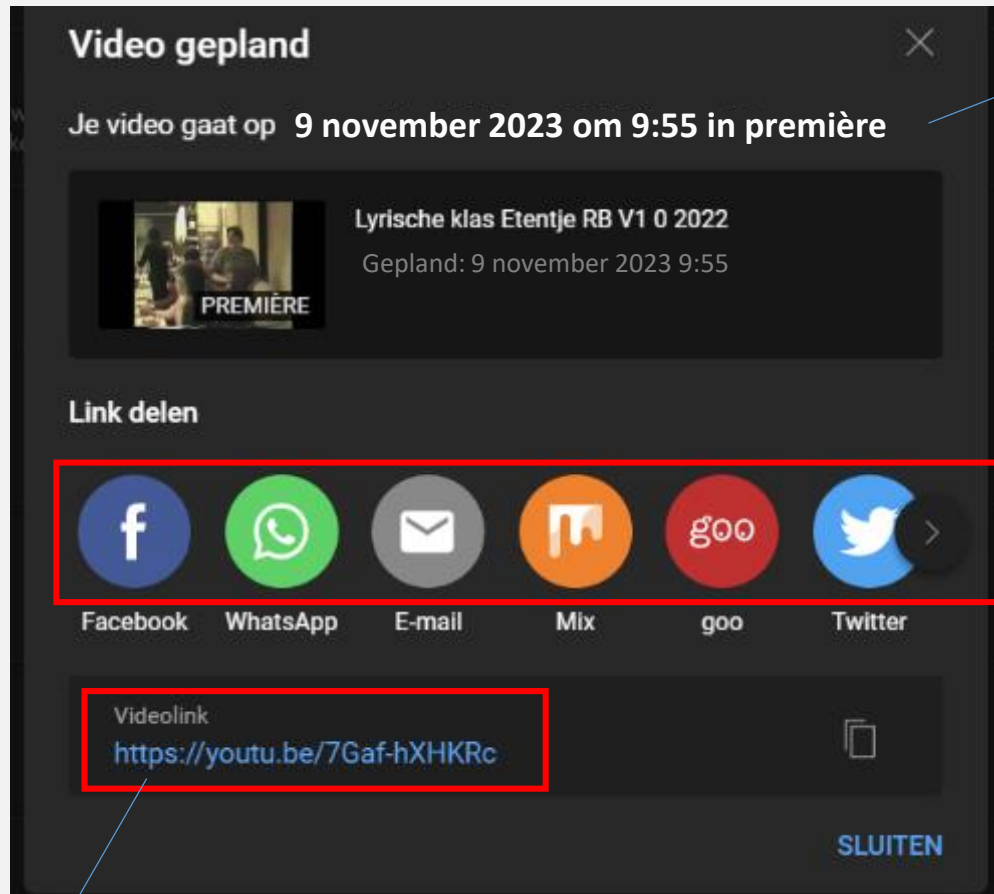 Video gepland
Je video gaat op 9 november 2023 om 9:55 in première
Lyrische klas Etentje RB V1 0 2022
Gepland: 9 november 2023 9:55
PREMIÈRE
Link delen
f
goo
Facebook WhatsApp E-mail Mix goo Twitter
Videolink
https://youtu.be/7Gaf-hXHKRc
SLUITEN